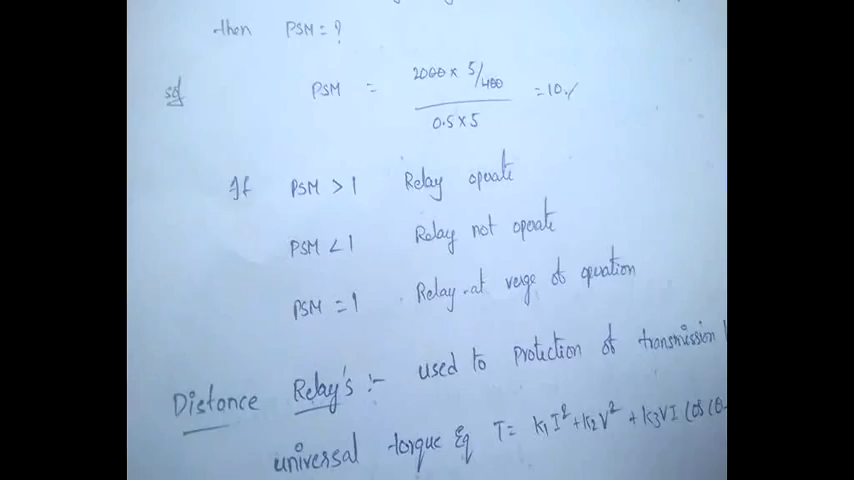 then PSM = ?
sol PSM = 2000 × 5/400 / 0.5 × 5 = 10
If PSM > 1 Relay operate
PSM < 1 Relay not operate
PSM = 1 Relay at verge of operation
Distance Relay's :- used to protection of transmission
universal torque Eq T = K1I² + K2V² + K3VI Cos(θ-